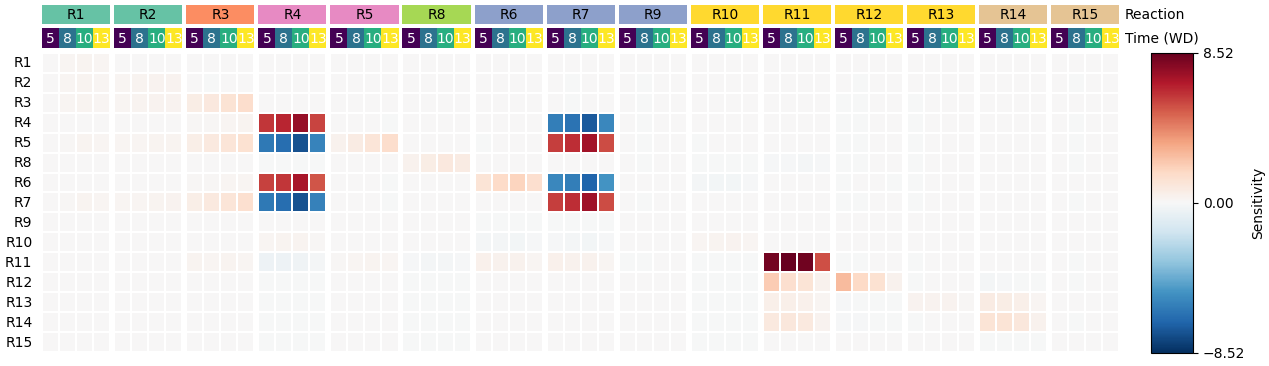 R1 R2 R3 R4 R5 R8 R6 R7 R9 R10 R11 R12 R13 R14 R15 Reaction
5 8 10 13 5 8 10 13 5 8 10 13 5 8 10 13 5 8 10 13 5 8 10 13 5 8 10 13 5 8 10 13 5 8 10 13 5 8 10 13 5 8 10 13 5 8 10 13 5 8 10 13 5 8 10 13 5 8 10 13 Time (WD)
8.52
R1
R2
R3
R4
R5
R8
R6
R7
R9
R10
R11
R12
R13
R14
R15
0.00
−8.52
Sensitivity